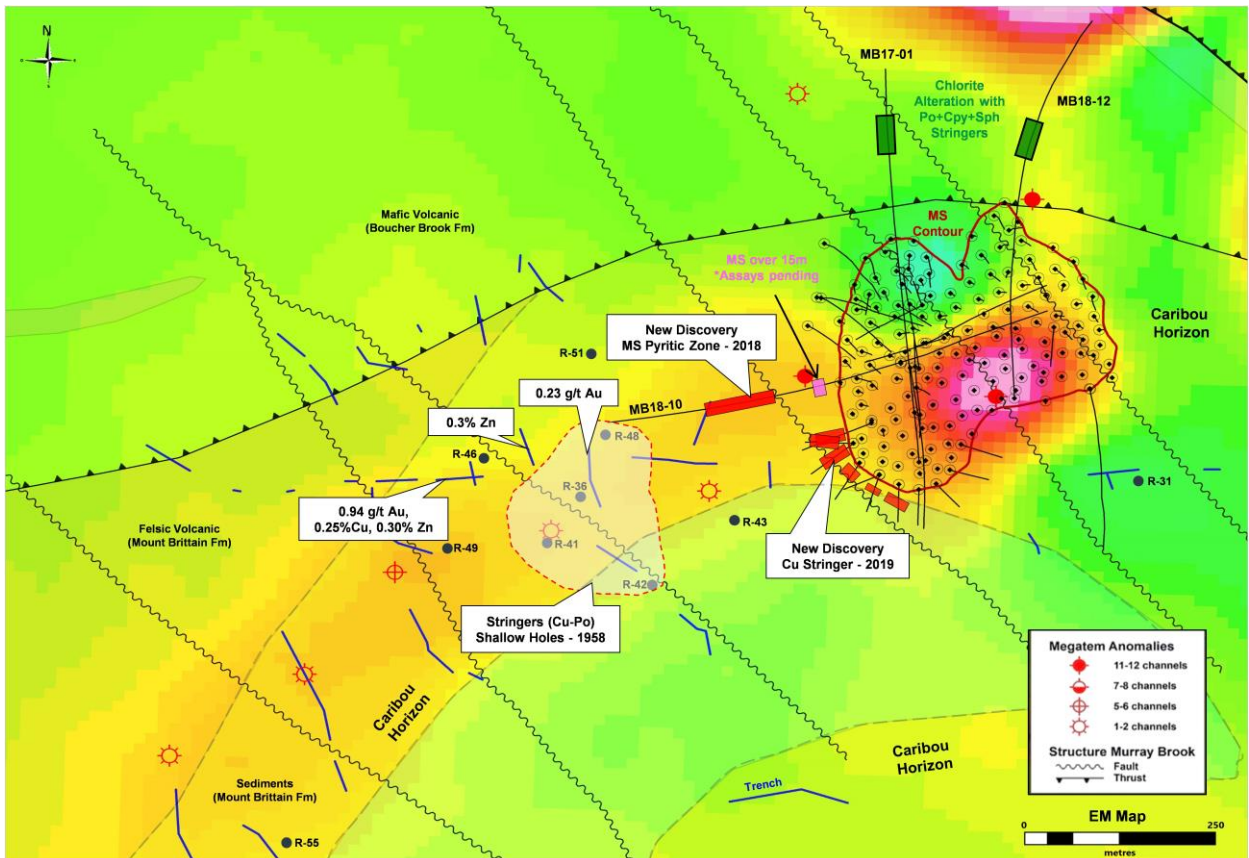 N
MB17-01
Chlorite
Alteration with
Po+Cpy+Sph
Stringers
MB18-12
Mafic Volcanic
(Boucher Brook Fm)
MS
Contour
MS over 15m
*Assays pending
Caribou
Horizon
New Discovery
MS Pyritic Zone - 2018
R-51
0.23 g/t Au
MB18-10
0.3% Zn
R-48
R-46
R-36
R-31
0.94 g/t Au,
0.25%Cu, 0.30% Zn
R-43
Felsic Volcanic
(Mount Brittain Fm)
R-49
R-41
New Discovery
Cu Stringer - 2019
R-42
Stringers (Cu-Po)
Shallow Holes - 1958
Caribou
Horizon
Caribou
Horizon
Sediments
(Mount Brittain Fm)
Trench
R-55
Megatem Anomalies
11-12 channels
7-8 channels
5-6 channels
1-2 channels
Structure Murray Brook
Fault
Thrust
EM Map
0
250
metres